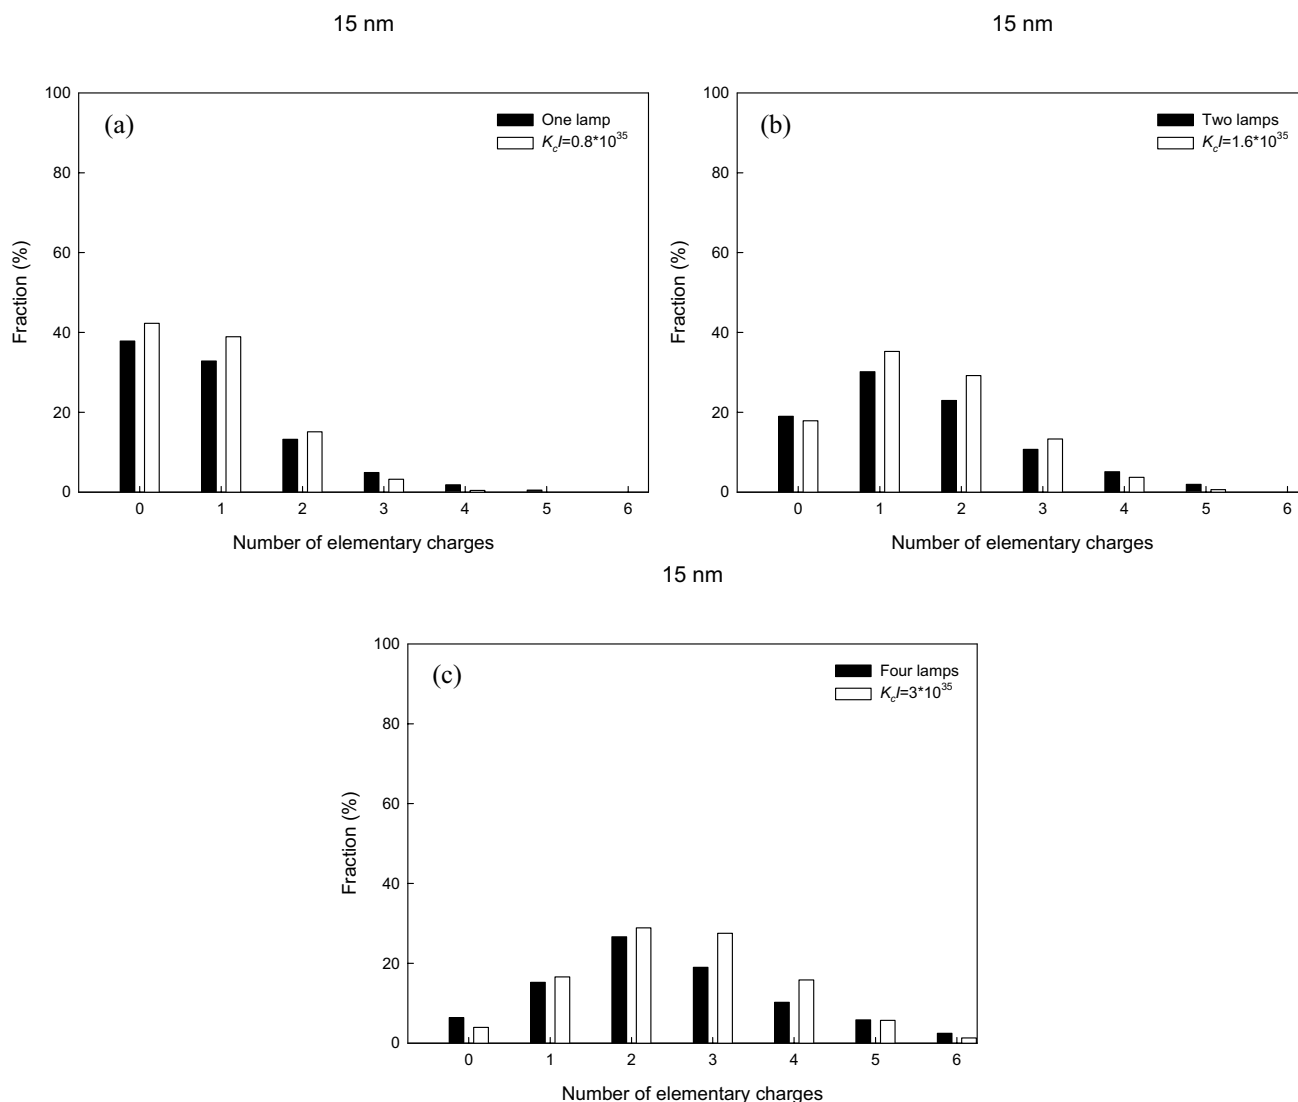 15 nm
(a)
One lamp
K_cI=0.8*10^35
100
80
60
40
20
0
Fraction (%)
0 1 2 3 4 5 6
Number of elementary charges
15 nm
(b)
Two lamps
K_cI=1.6*10^35
100
80
60
40
20
0
Fraction (%)
0 1 2 3 4 5 6
Number of elementary charges
15 nm
(c)
Four lamps
K_cI=3*10^35
100
80
60
40
20
0
Fraction (%)
0 1 2 3 4 5 6
Number of elementary charges